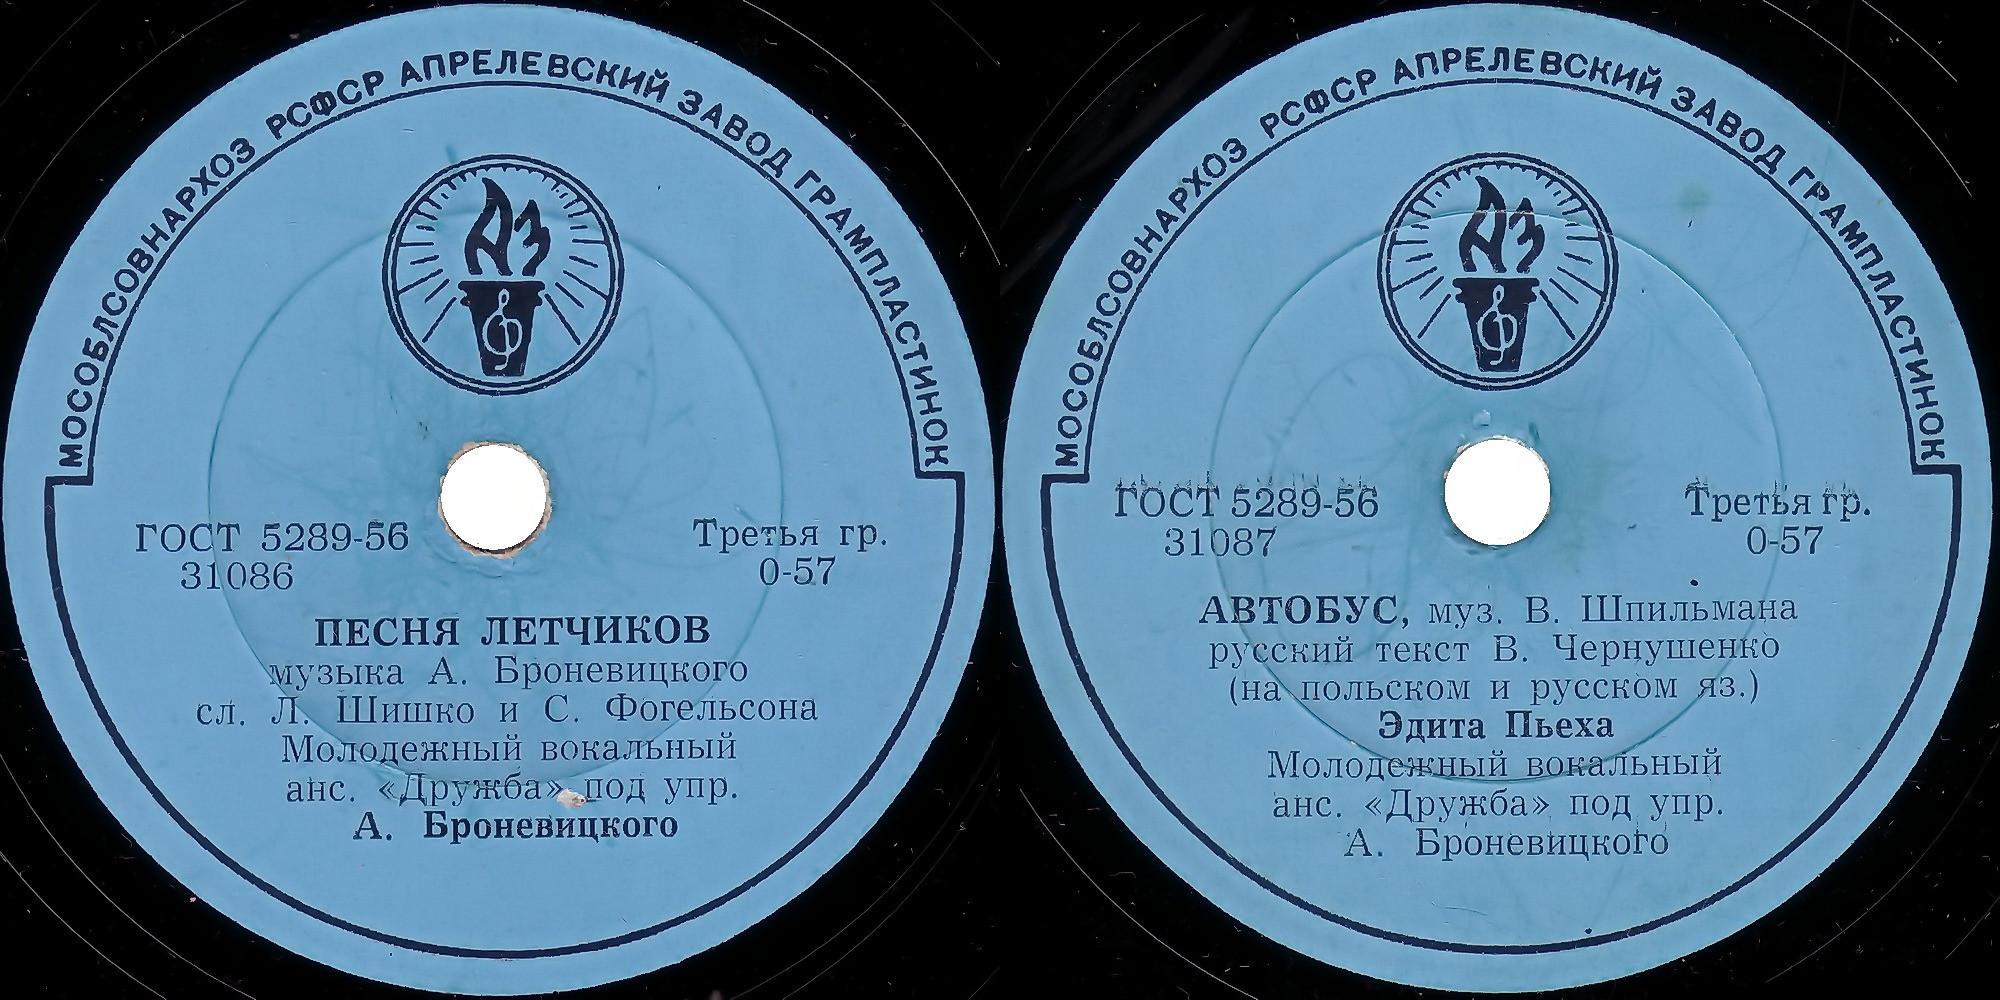 МОСОБЛСОВНАРХОЗ РСФСР АПРЕЛЕВСКИЙ ЗАВОД ГРАМПЛАСТИНОК
АЗ
ГОСТ 5289-56
31086
Третья гр.
0-57
ПЕСНЯ ЛЕТЧИКОВ
музыка А. Броневицкого
сл. Л. Шишко и С. Фогельсона
Молодежный вокальный
анс. «Дружба» под упр.
А. Броневицкого
МОСОБЛСОВНАРХОЗ РСФСР АПРЕЛЕВСКИЙ ЗАВОД ГРАМПЛАСТИНОК
АЗ
ГОСТ 5289-56
31087
Третья гр.
0-57
АВТОБУС, муз. В. Шпильмана
русский текст В. Чернушенко
(на польском и русском яз.)
Эдита Пьеха
Молодежный вокальный
анс. «Дружба» под упр.
А. Броневицкого